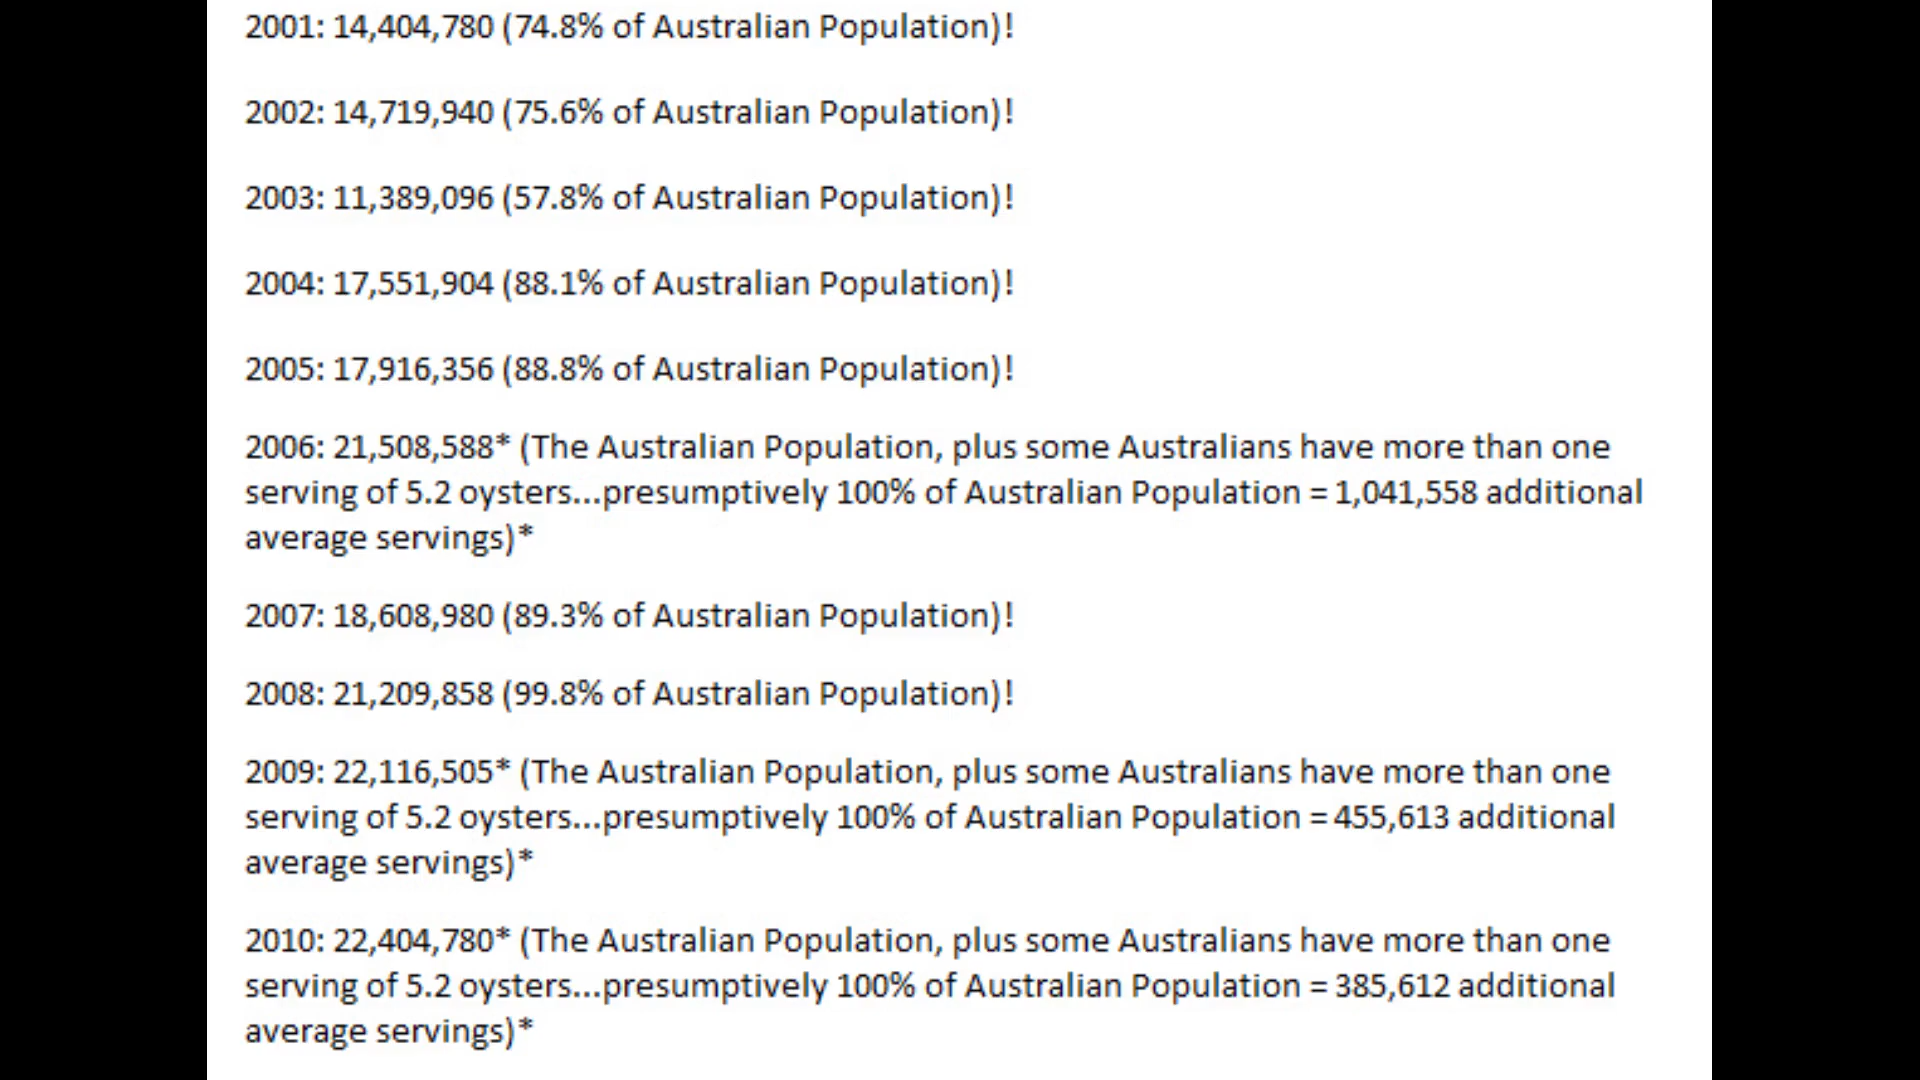 2001: 14,404,780 (74.8% of Australian Population)!
2002: 14,719,940 (75.6% of Australian Population)!
2003: 11,389,096 (57.8% of Australian Population)!
2004: 17,551,904 (88.1% of Australian Population)!
2005: 17,916,356 (88.8% of Australian Population)!
2006: 21,508,588* (The Australian Population, plus some Australians have more than one
serving of 5.2 oysters...presumptively 100% of Australian Population = 1,041,558 additional
average servings)*
2007: 18,608,980 (89.3% of Australian Population)!
2008: 21,209,858 (99.8% of Australian Population)!
2009: 22,116,505* (The Australian Population, plus some Australians have more than one
serving of 5.2 oysters...presumptively 100% of Australian Population = 455,613 additional
average servings)*
2010: 22,404,780* (The Australian Population, plus some Australians have more than one
serving of 5.2 oysters...presumptively 100% of Australian Population = 385,612 additional
average servings)*